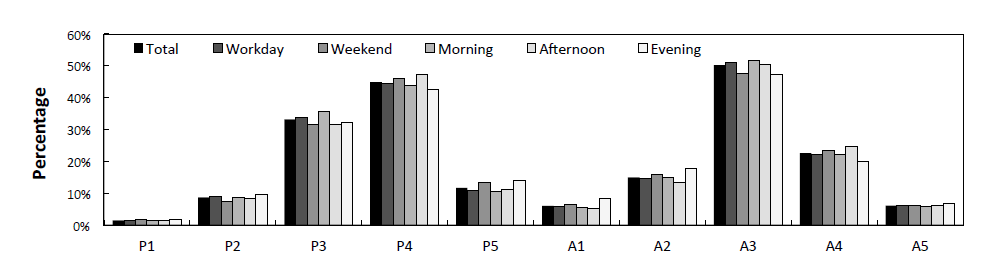 60%
Total Workday Weekend Morning Afternoon Evening
50%
40%
30%
20%
10%
0%
Percentage
P1 P2 P3 P4 P5 A1 A2 A3 A4 A5